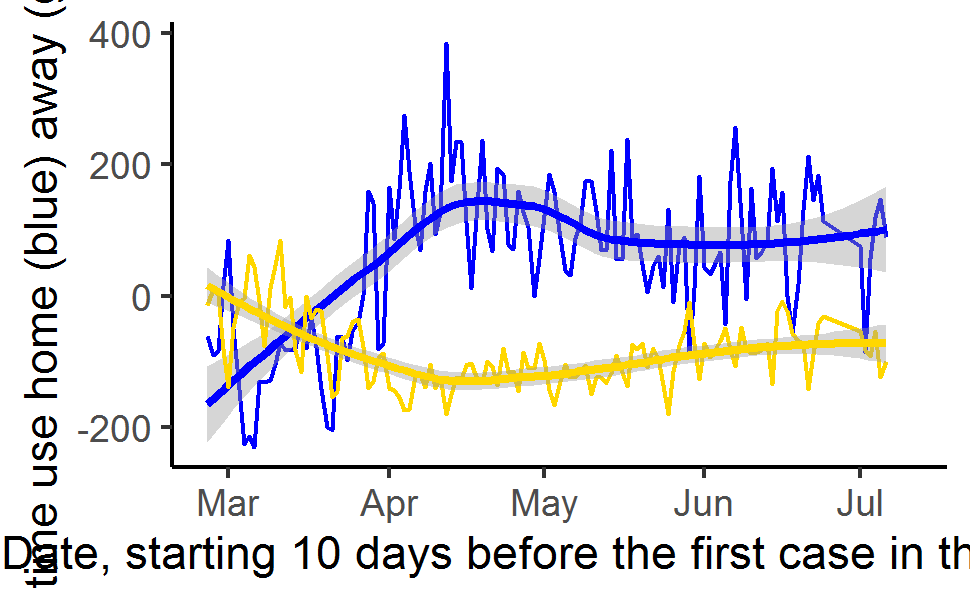 time use home (blue) away (
400
200
0
-200
Mar Apr May Jun Jul
Date, starting 10 days before the first case in th